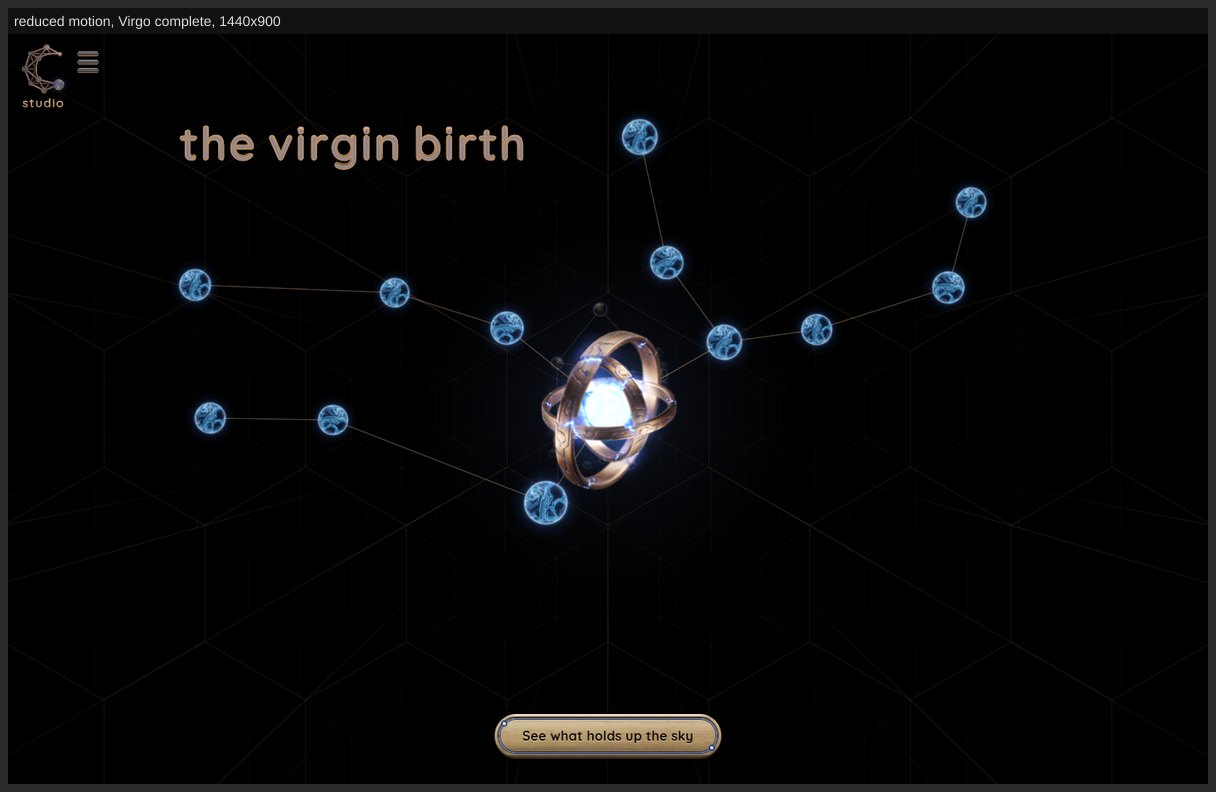 reduced motion, Virgo complete, 1440x900
studio
the virgin birth
See what holds up the sky